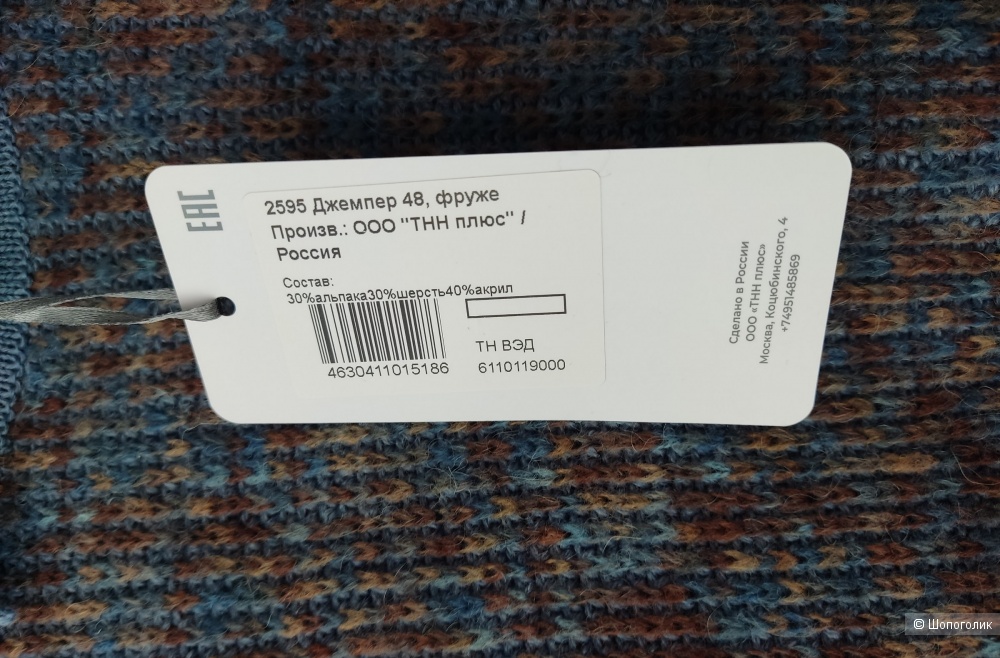 ЕАС
2595 Джемпер 48, фруже
Произв.: ООО "ТНН плюс" /
Россия
Состав:
30%альпака30%шерсть40%акрил
4630411015186
ТН ВЭД
6110119000
Сделано в России
ООО «ТНН плюс»
Москва, Коцюбинского, 4
+74951485869
© Шопоголик